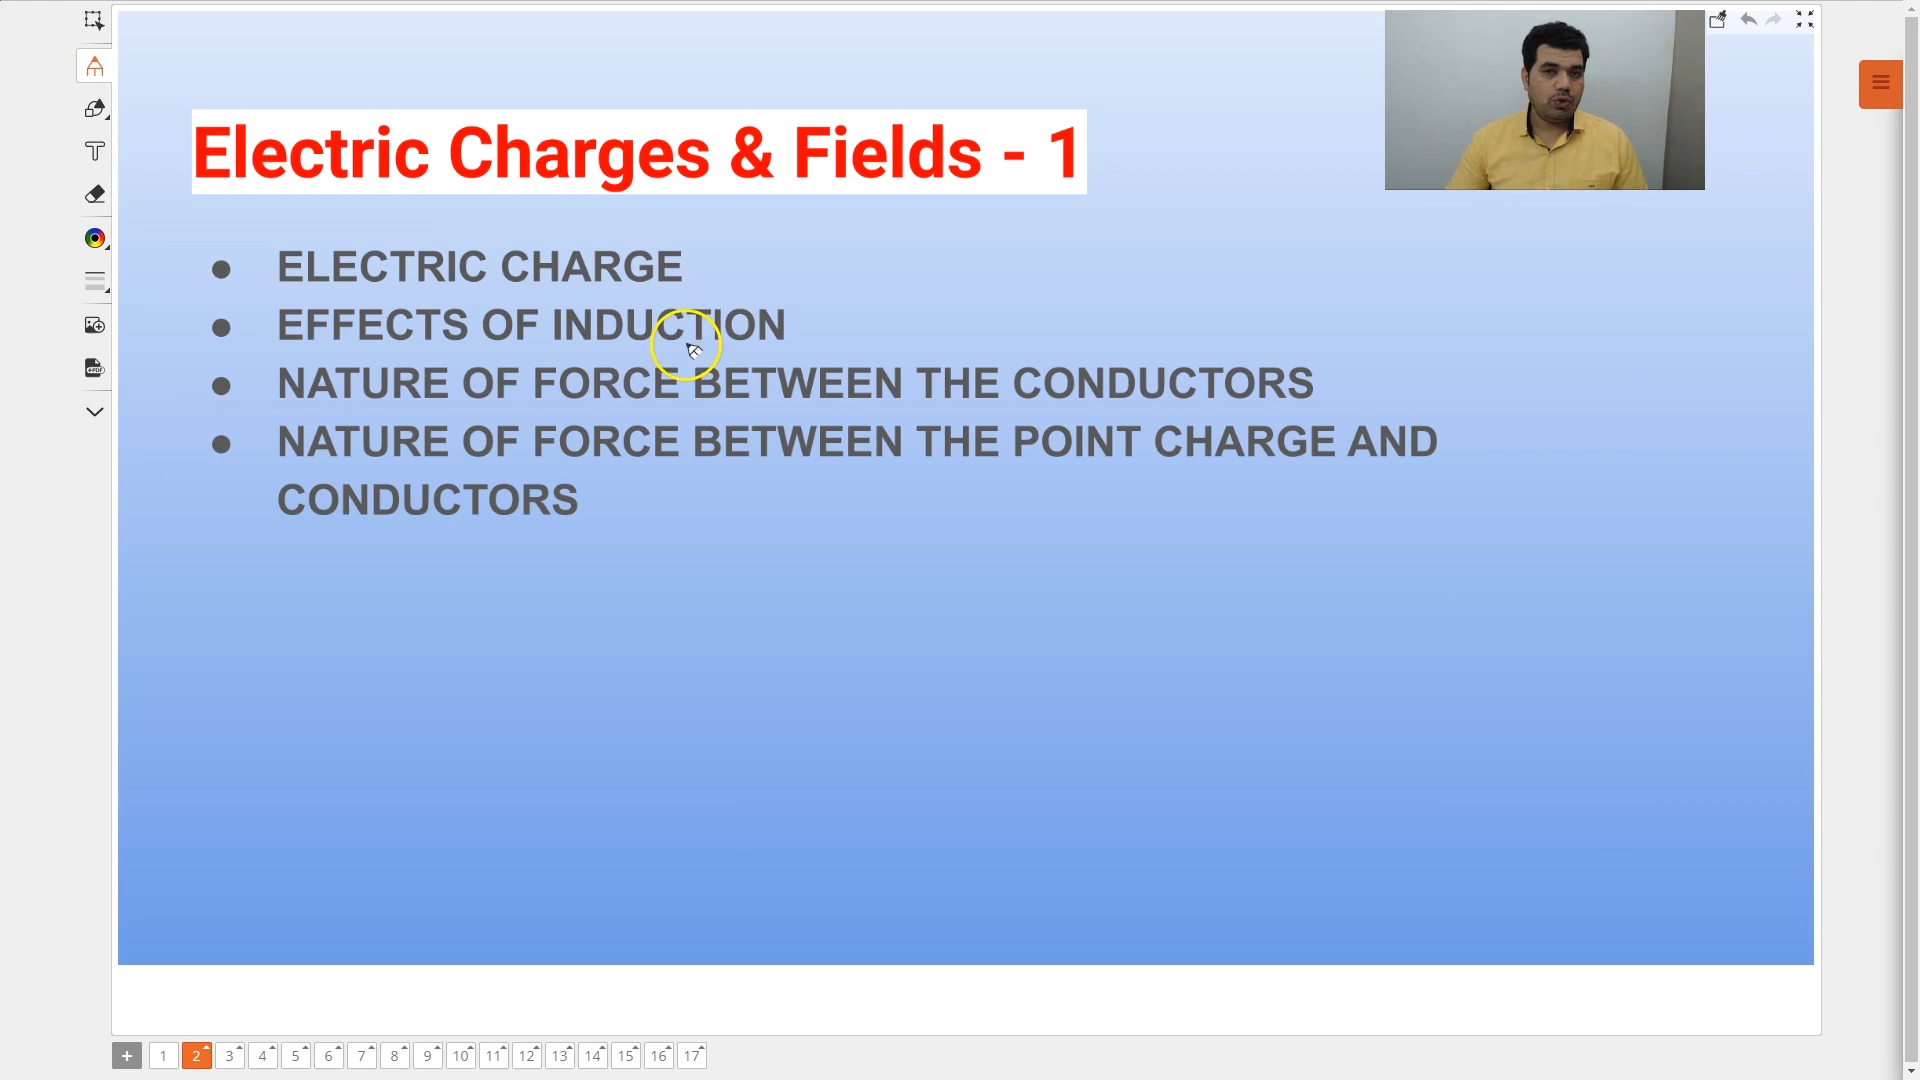 Electric Charges & Fields - 1
● ELECTRIC CHARGE
● EFFECTS OF INDUCTION
● NATURE OF FORCE BETWEEN THE CONDUCTORS
● NATURE OF FORCE BETWEEN THE POINT CHARGE AND
CONDUCTORS
+ 1 2 3 4 5 6 7 8 9 10 11 12 13 14 15 16 17